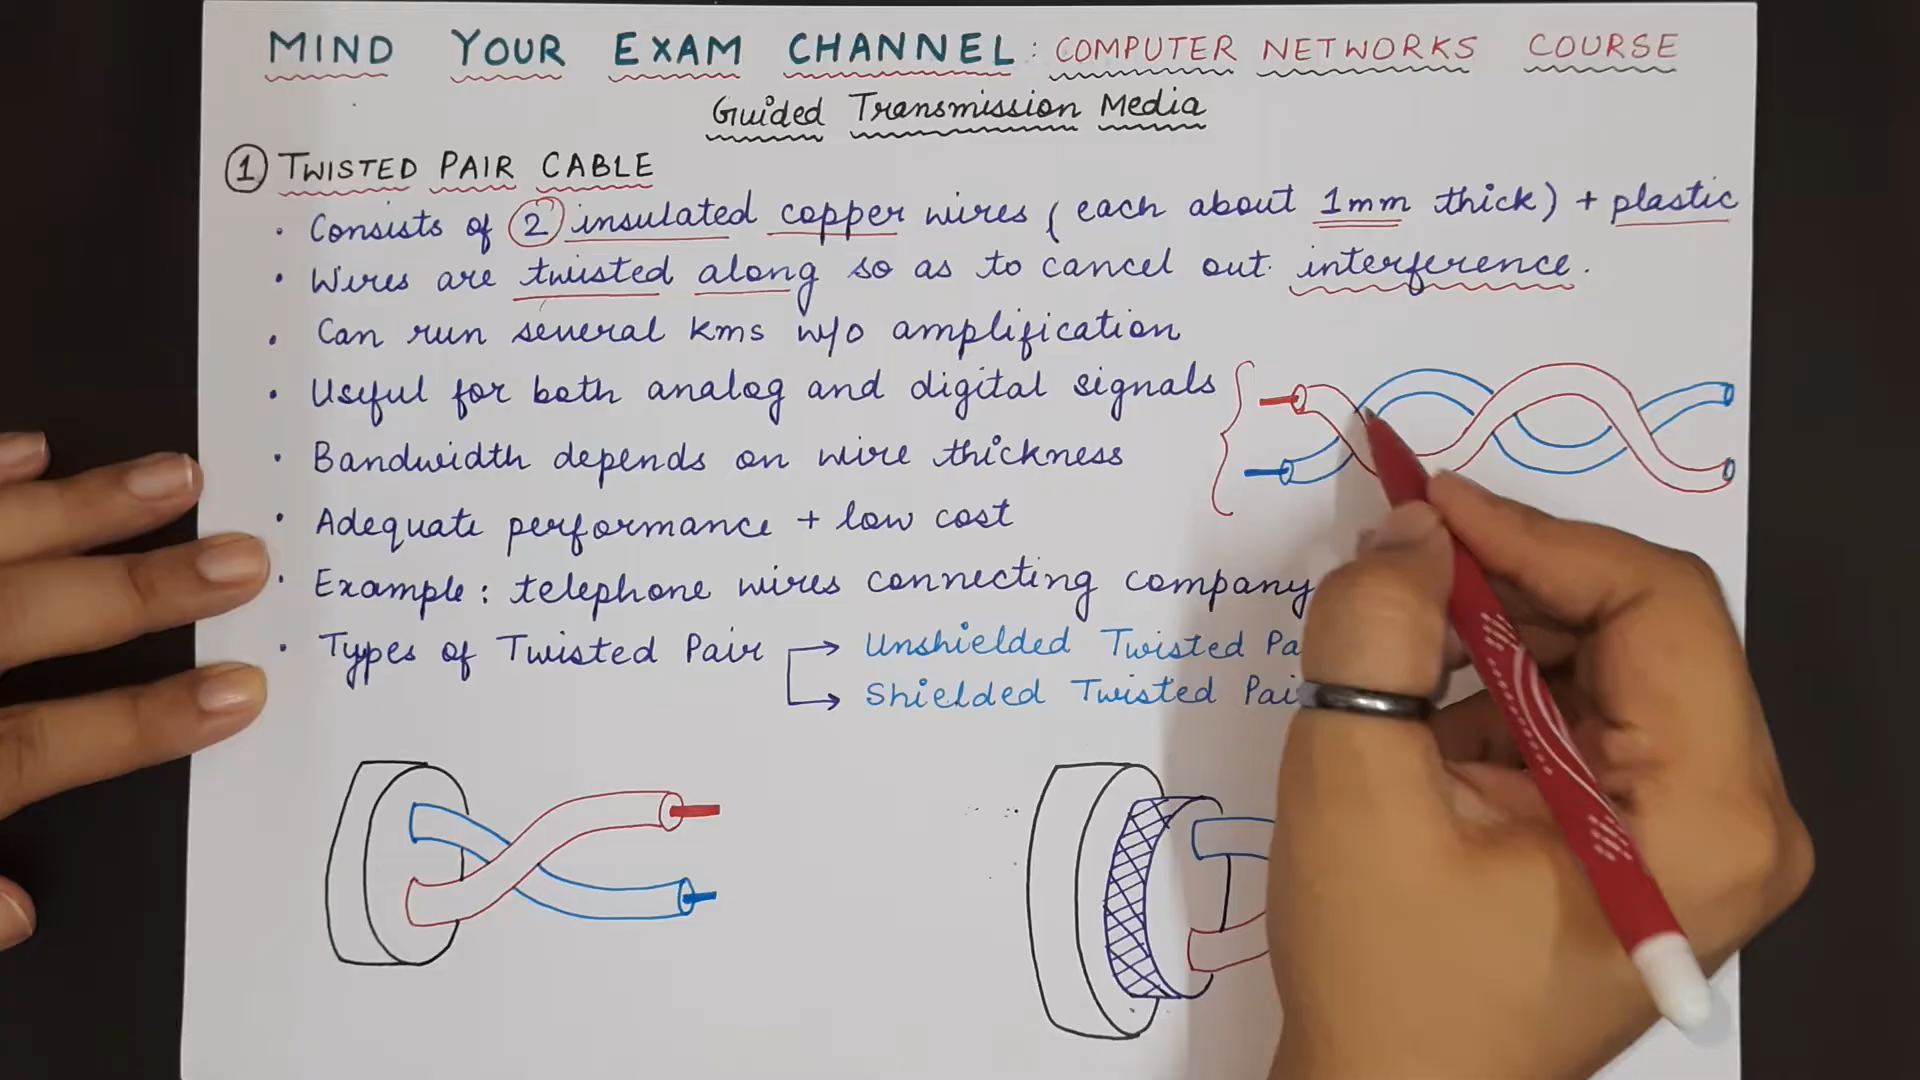 MIND YOUR EXAM CHANNEL: COMPUTER NETWORKS COURSE
Guided Transmission Media
1 TWISTED PAIR CABLE
• Consists of 2 insulated copper wires (each about 1mm thick) + plastic
• Wires are twisted along so as to cancel out interference.
• Can run several kms w/o amplification
• Useful for both analog and digital signals
• Bandwidth depends on wire thickness
• Adequate performance + low cost
• Example: telephone wires connecting company
• Types of Twisted Pair → Unshielded Twisted
→ Shielded Twisted